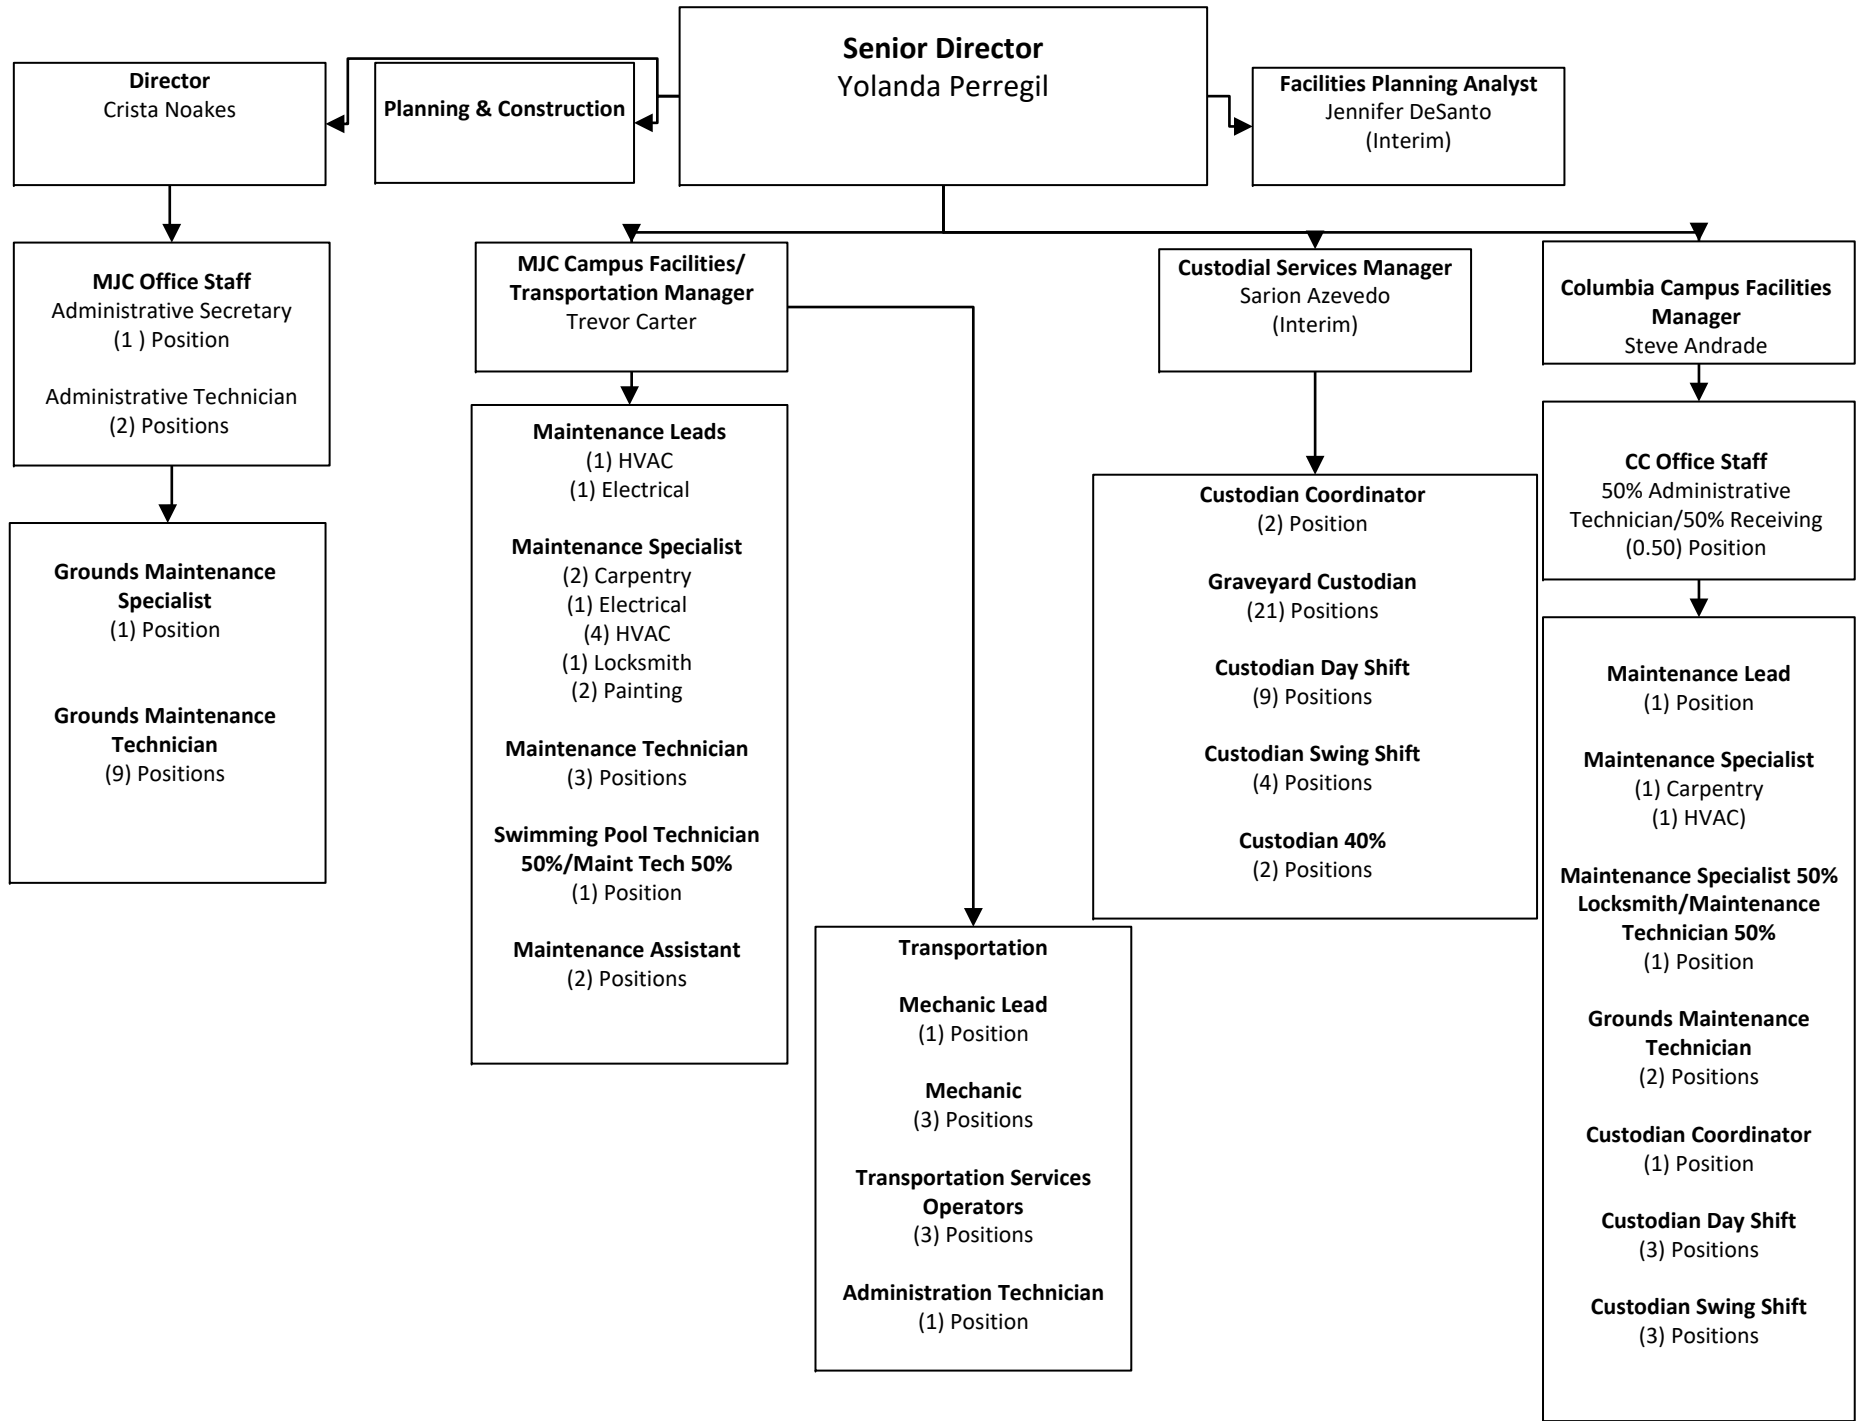 Senior Director
Yolanda Perregil
Director
Crista Noakes
Planning & Construction
Facilities Planning Analyst
Jennifer DeSanto
(Interim)
MJC Office Staff
Administrative Secretary
(1 ) Position
Administrative Technician
(2) Positions
Grounds Maintenance
Specialist
(1) Position
Grounds Maintenance
Technician
(9) Positions
MJC Campus Facilities/
Transportation Manager
Trevor Carter
Maintenance Leads
(1) HVAC
(1) Electrical
Maintenance Specialist
(2) Carpentry
(1) Electrical
(4) HVAC
(1) Locksmith
(2) Painting
Maintenance Technician
(3) Positions
Swimming Pool Technician
50%/Maint Tech 50%
(1) Position
Maintenance Assistant
(2) Positions
Transportation
Mechanic Lead
(1) Position
Mechanic
(3) Positions
Transportation Services
Operators
(3) Positions
Administration Technician
(1) Position
Custodial Services Manager
Sarion Azevedo
(Interim)
Custodian Coordinator
(2) Position
Graveyard Custodian
(21) Positions
Custodian Day Shift
(9) Positions
Custodian Swing Shift
(4) Positions
Custodian 40%
(2) Positions
Columbia Campus Facilities
Manager
Steve Andrade
CC Office Staff
50% Administrative
Technician/50% Receiving
(0.50) Position
Maintenance Lead
(1) Position
Maintenance Specialist
(1) Carpentry
(1) HVAC)
Maintenance Specialist 50%
Locksmith/Maintenance
Technician 50%
(1) Position
Grounds Maintenance
Technician
(2) Positions
Custodian Coordinator
(1) Position
Custodian Day Shift
(3) Positions
Custodian Swing Shift
(3) Positions